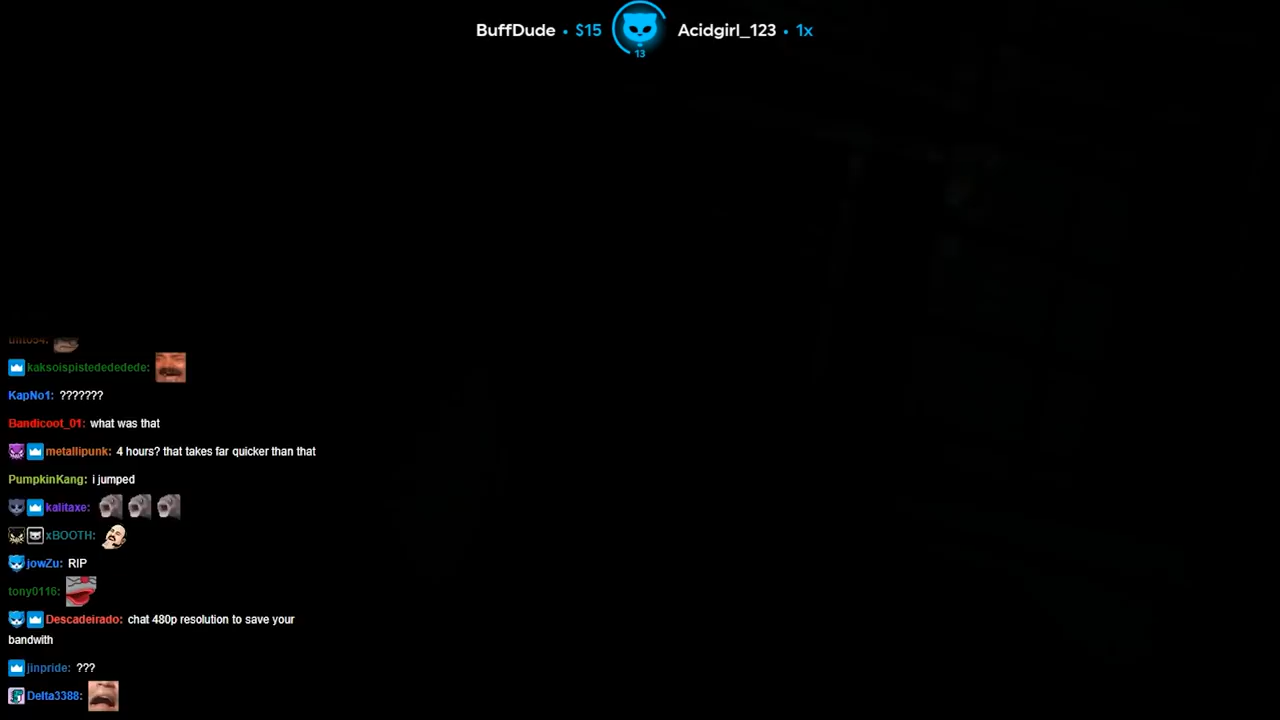 BuffDude • $15
13
Acidgirl_123 • 1x
kaksoispistedededede:
KapNo1: ???????
Bandicoot_01: what was that
metallipunk: 4 hours? that takes far quicker than that
PumpkinKang: i jumped
kalitaxe:
xBOOTH:
jowZu: RIP
tony0116:
Descadeirado: chat 480p resolution to save your
bandwith
jinpride: ???
Delta3388: